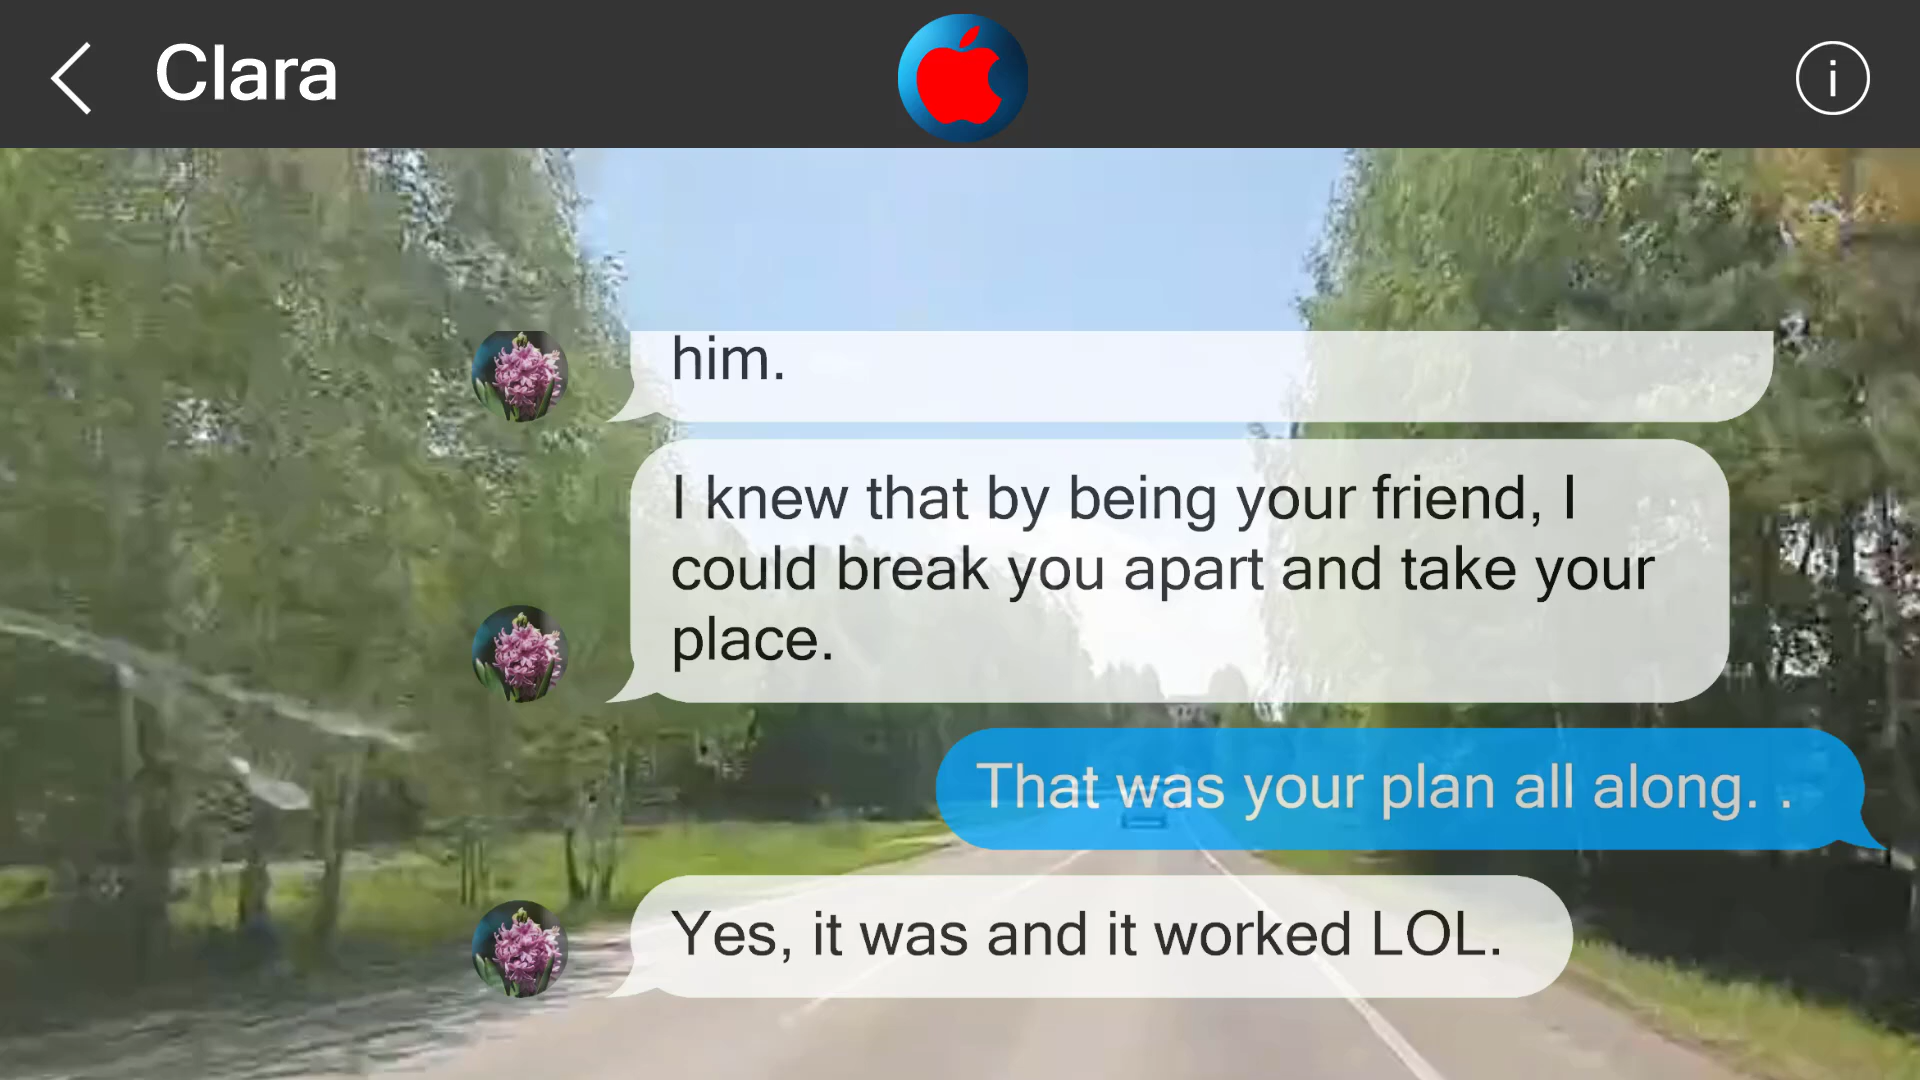 Clara
i
him.
I knew that by being your friend, I
could break you apart and take your
place.
That was your plan all along. .
Yes, it was and it worked LOL.